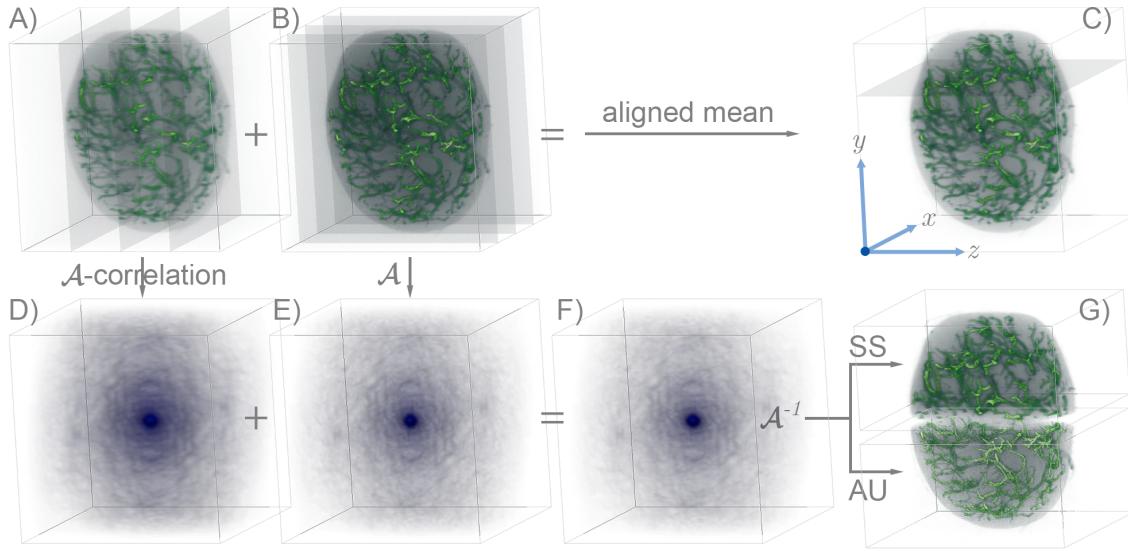 A)
+
B)
=
aligned mean
C)
y
x
z
𝒜-correlation
𝒜
D)
+
E)
=
F)
𝒜⁻¹
SS
AU
G)